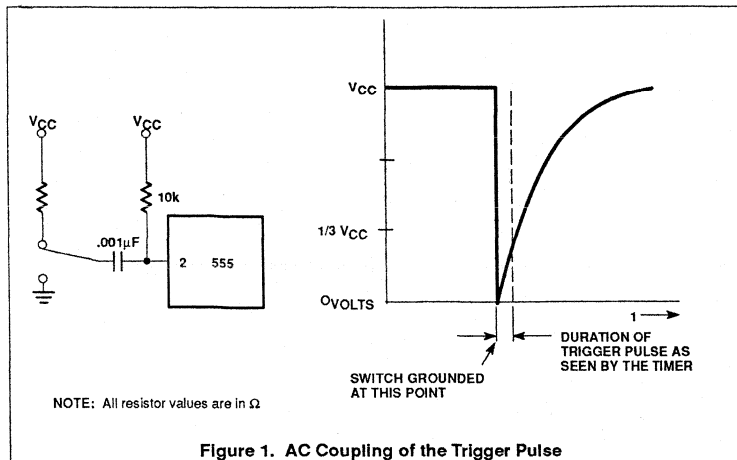 VCC
VCC
10k
.001μF
2 555
NOTE: All resistor values are in Ω
VCC
1/3 VCC
OVOLTS
1
SWITCH GROUNDED
AT THIS POINT
DURATION OF
TRIGGER PULSE AS
SEEN BY THE TIMER
Figure 1. AC Coupling of the Trigger Pulse